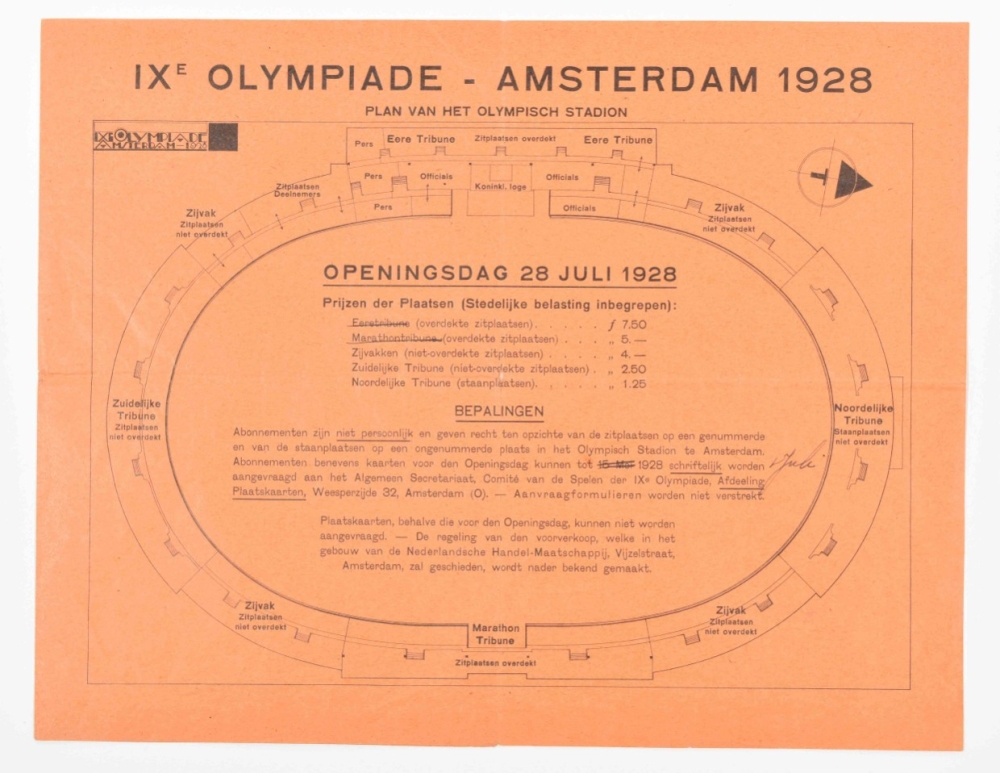 IXᴱ OLYMPIADE - AMSTERDAM 1928
PLAN VAN HET OLYMPISCH STADION
IXE OLYMPIADE
AMSTERDAM-1928
Pers
Eere Tribune
Zitplaatsen overdekt
Eere Tribune
Pers
Officials
Koninkl. loge
Officials
Zitplaatsen
Deelnemers
Pers
Officials
Zijvak
Zitplaatsen
niet overdekt
Zijvak
Zitplaatsen
niet overdekt
OPENINGSDAG 28 JULI 1928
Prijzen der Plaatsen (Stedelijke belasting inbegrepen):
Eeretribune (overdekte zitplaatsen). . . . . . ƒ 7.50
Marathontribune (overdekte zitplaatsen) . . . „ 5.—
Zijvakken (niet-overdekte zitplaatsen) . . . . „ 4.—
Zuidelijke Tribune (niet-overdekte zitplaatsen) . „ 2.50
Noordelijke Tribune (staanplaatsen). . . . . . „ 1.25
Zuidelijke
Tribune
Zitplaatsen
niet overdekt
Noordelijke
Tribune
Staanplaatsen
niet overdekt
BEPALINGEN
Abonnementen zijn niet persoonlijk en geven recht ten opzichte van de zitplaatsen op een genummerde
en van de staanplaatsen op een ongenummerde plaats in het Olympisch Stadion te Amsterdam.
Abonnementen benevens kaarten voor den Openingsdag kunnen tot 15 Mei 1928 schriftelijk worden
1 Juli
aangevraagd aan het Algemeen Secretariaat, Comité van de Spelen der IXᵉ Olympiade, Afdeeling
Plaatskaarten, Weesperzijde 32, Amsterdam (O). — Aanvraagformulieren worden niet verstrekt.
Plaatskaarten, behalve die voor den Openingsdag, kunnen niet worden
aangevraagd. — De regeling van den voorverkoop, welke in het
gebouw van de Nederlandsche Handel-Maatschappij, Vijzelstraat,
Amsterdam, zal geschieden, wordt nader bekend gemaakt.
Zijvak
Zitplaatsen
niet overdekt
Zijvak
Zitplaatsen
niet overdekt
Marathon
Tribune
Zitplaatsen overdekt